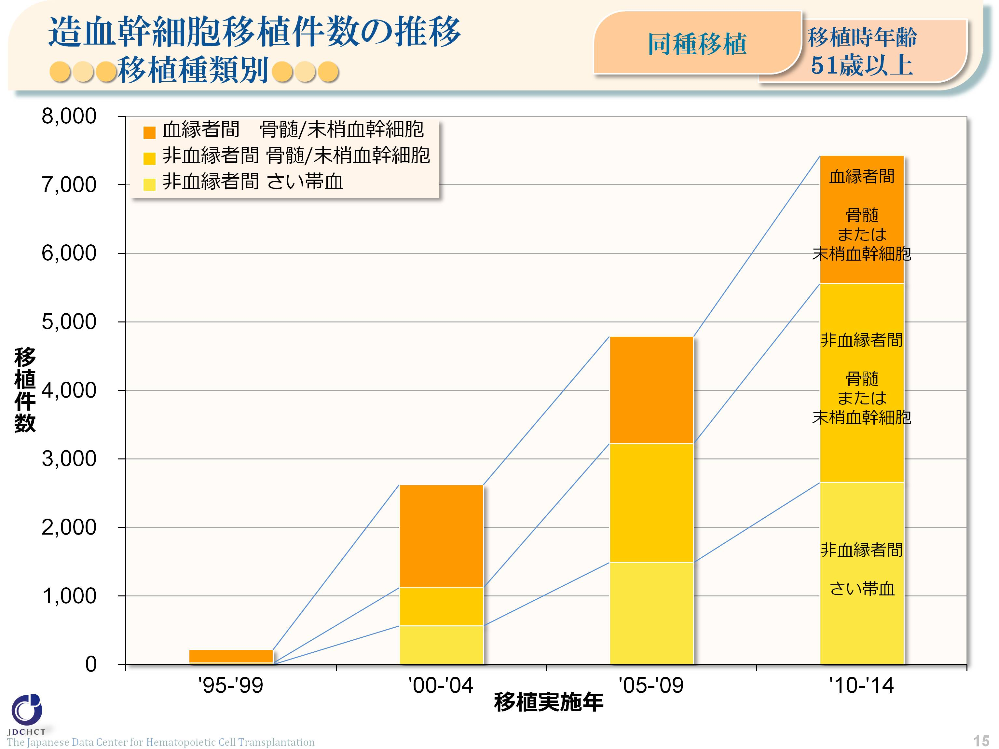 造血幹細胞移植件数の推移
移植種類別
同種移植
移植時年齢
51歳以上
8,000
7,000
6,000
5,000
4,000
3,000
2,000
1,000
0
移植件数
血縁者間　骨髄/末梢血幹細胞
非血縁者間 骨髄/末梢血幹細胞
非血縁者間 さい帯血
血縁者間
骨髄
または
末梢血幹細胞
非血縁者間
骨髄
または
末梢血幹細胞
非血縁者間
さい帯血
'95-'99
'00-'04
'05-'09
'10-'14
移植実施年
JDCHCT
The Japanese Data Center for Hematopoietic Cell Transplantation
15